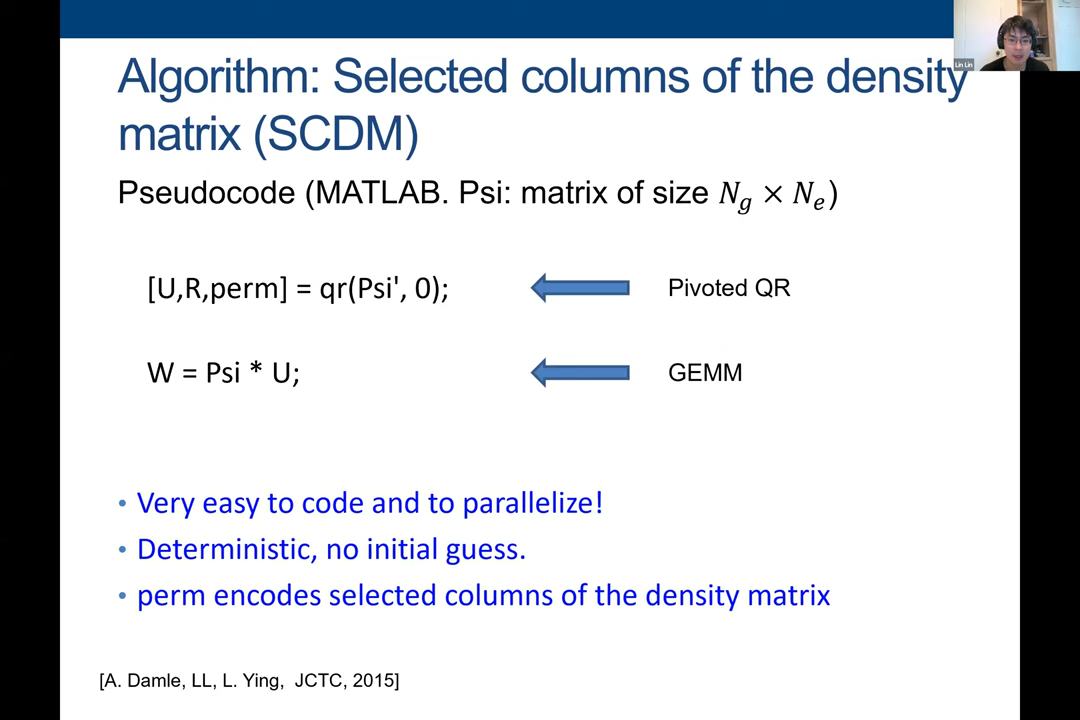 Algorithm: Selected columns of the density
matrix (SCDM)
Pseudocode (MATLAB. Psi: matrix of size N_g × N_e)
[U,R,perm] = qr(Psi', 0);
Pivoted QR
W = Psi * U;
GEMM
• Very easy to code and to parallelize!
• Deterministic, no initial guess.
• perm encodes selected columns of the density matrix
[A. Damle, LL, L. Ying, JCTC, 2015]
Lin Lin